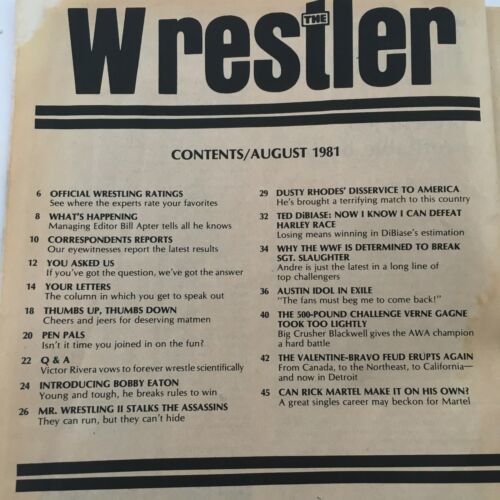 THE
Wrestler
CONTENTS/AUGUST 1981
6 OFFICIAL WRESTLING RATINGS
See where the experts rate your favorites
8 WHAT'S HAPPENING
Managing Editor Bill Apter tells all he knows
10 CORRESPONDENTS REPORTS
Our eyewitnesses report the latest results
12 YOU ASKED US
If you've got the question, we've got the answer
14 YOUR LETTERS
The column in which you get to speak out
18 THUMBS UP, THUMBS DOWN
Cheers and jeers for deserving matmen
20 PEN PALS
Isn't it time you joined in on the fun?
22 Q & A
Victor Rivera vows to forever wrestle scientifically
24 INTRODUCING BOBBY EATON
Young and tough, he breaks rules to win
26 MR. WRESTLING II STALKS THE ASSASSINS
They can run, but they can't hide
29 DUSTY RHODES' DISSERVICE TO AMERICA
He's brought a terrifying match to this country
32 TED DiBIASE: NOW I KNOW I CAN DEFEAT
HARLEY RACE
Losing means winning in DiBiase's estimation
34 WHY THE WWF IS DETERMINED TO BREAK
SGT. SLAUGHTER
Andre is just the latest in a long line of
top challengers
36 AUSTIN IDOL IN EXILE
"The fans must beg me to come back!"
40 THE 500-POUND CHALLENGE VERNE GAGNE
TOOK TOO LIGHTLY
Big Crusher Blackwell gives the AWA champion
a hard battle
42 THE VALENTINE-BRAVO FEUD ERUPTS AGAIN
From Canada, to the Northeast, to California—
and now in Detroit
45 CAN RICK MARTEL MAKE IT ON HIS OWN?
A great singles career may beckon for Martel